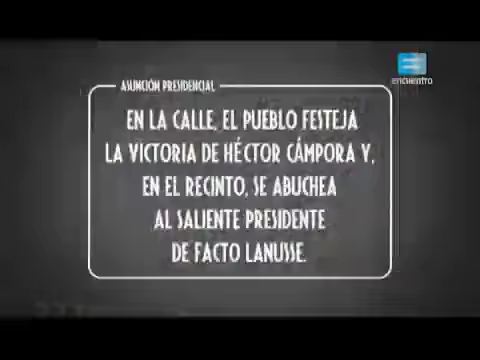 encuentro
ASUNCIÓN PRESIDENCIAL
EN LA CALLE, EL PUEBLO FESTEJA
LA VICTORIA DE HÉCTOR CÁMPORA Y,
EN EL RECINTO, SE ABUCHEA
AL SALIENTE PRESIDENTE
DE FACTO LANUSSE.